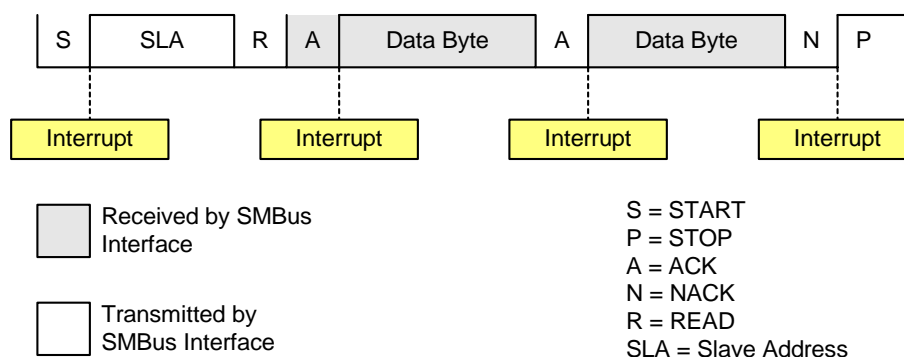 S SLA R A Data Byte A Data Byte N P
Interrupt Interrupt Interrupt Interrupt
Received by SMBus
Interface
Transmitted by
SMBus Interface
S = START
P = STOP
A = ACK
N = NACK
R = READ
SLA = Slave Address